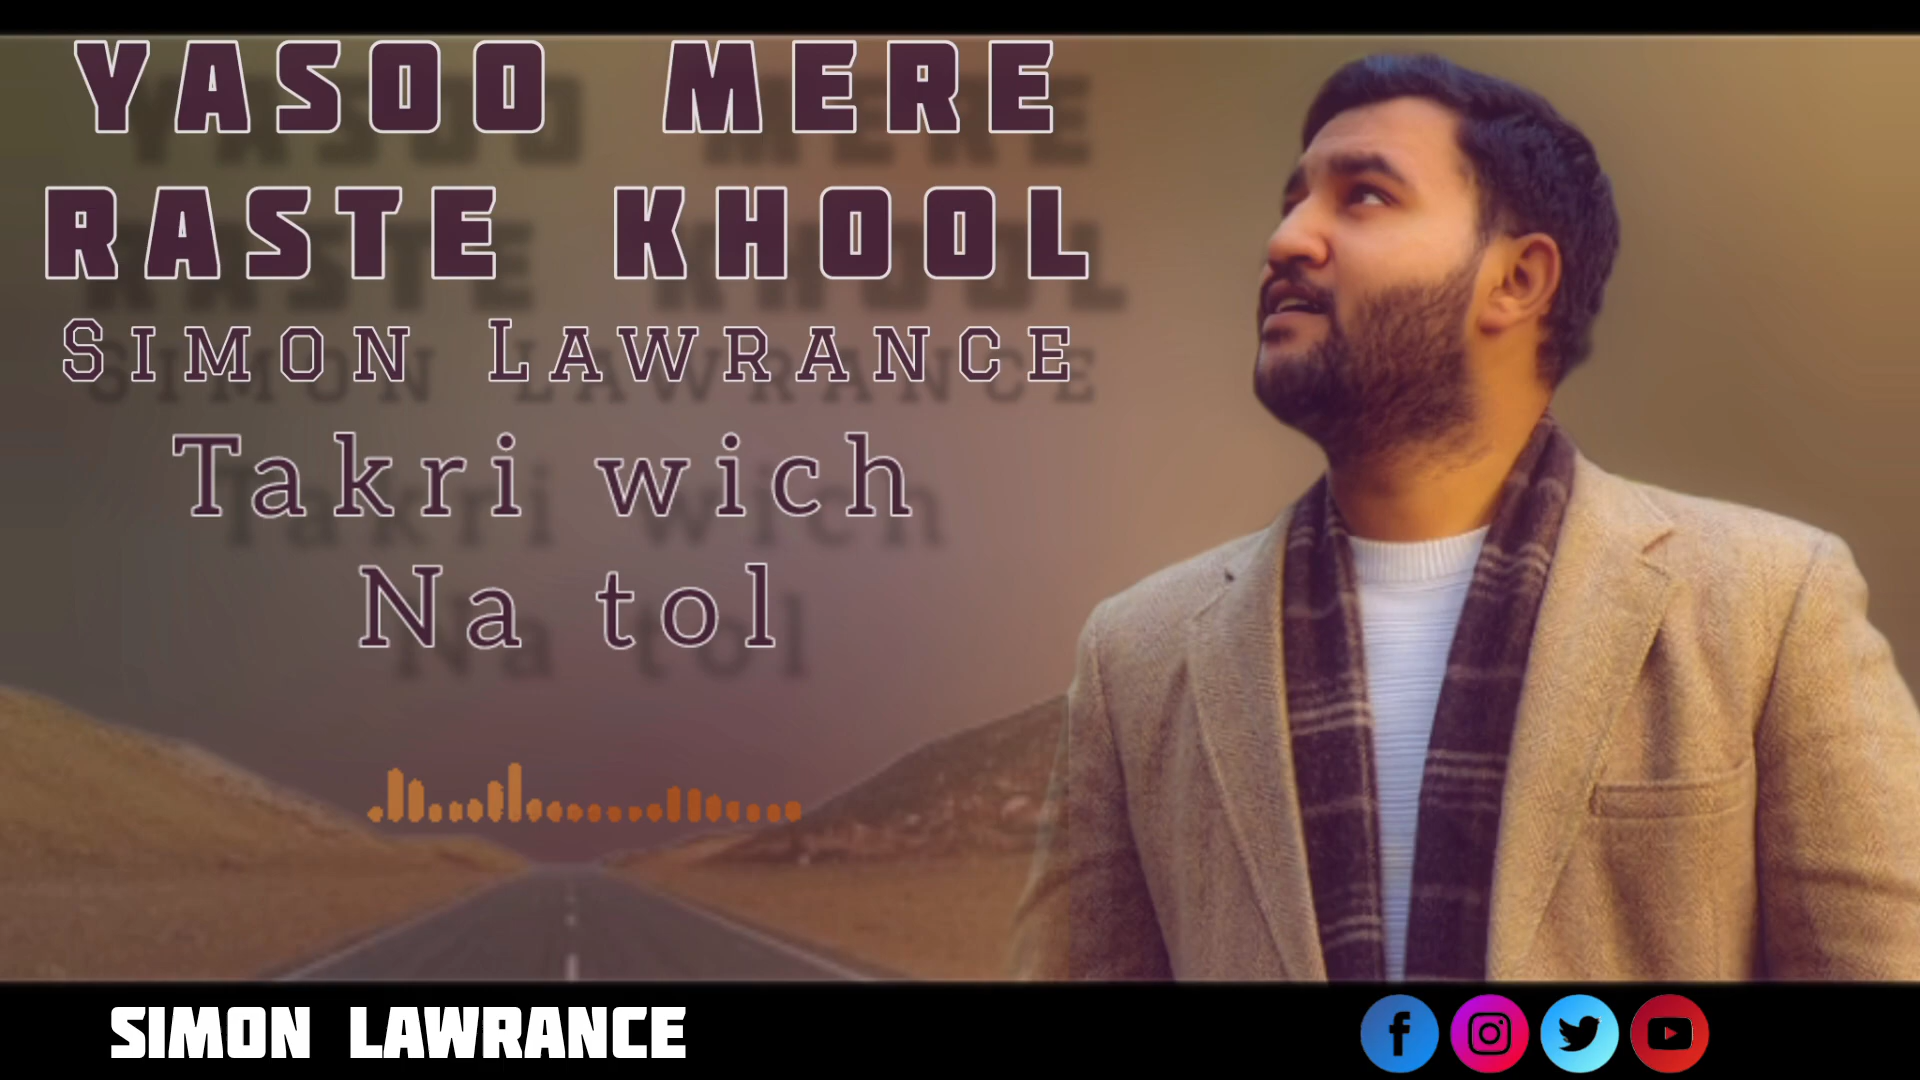 YASOO MERE
RASTE KHOOL
SIMON LAWRANCE
Takri wich
Na tol
SIMON LAWRANCE